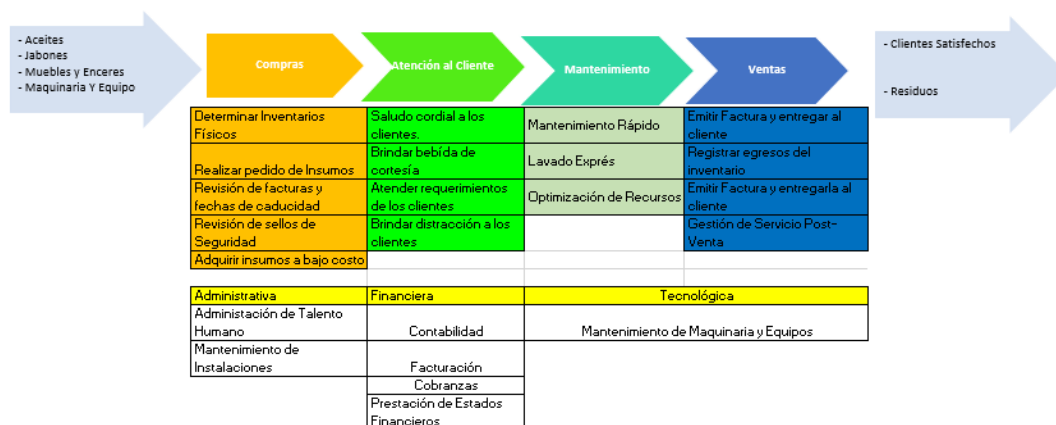 - Aceites
- Jabones
- Muebles y Enceres
- Maquinaria Y Equipo
Compras
Atención al Cliente
Mantenimiento
Ventas
- Clientes Satisfechos
- Residuos
Determinar Inventarios
Físicos
Realizar pedido de Insumos
Revisión de facturas y
fechas de caducidad
Revisión de sellos de
Seguridad
Adquirir insumos a bajo costo
Saludo cordial a los
clientes.
Brindar bebída de
cortesía
Atender requerimientos
de los clientes
Brindar distracción a los
clientes
Mantenimiento Rápido
Lavado Exprés
Optimización de Recursos
Emitir Factura y entregar al
cliente
Registrar egresos del
inventario
Emitir Factura y entregarla al
cliente
Gestión de Servicio Post-
Venta
Administrativa
Financiera
Tecnológica
Administación de Talento
Humano
Contabilidad
Mantenimiento de Maquinaria y Equipos
Mantenimiento de
Instalaciones
Facturación
Cobranzas
Prestación de Estados
Financieros